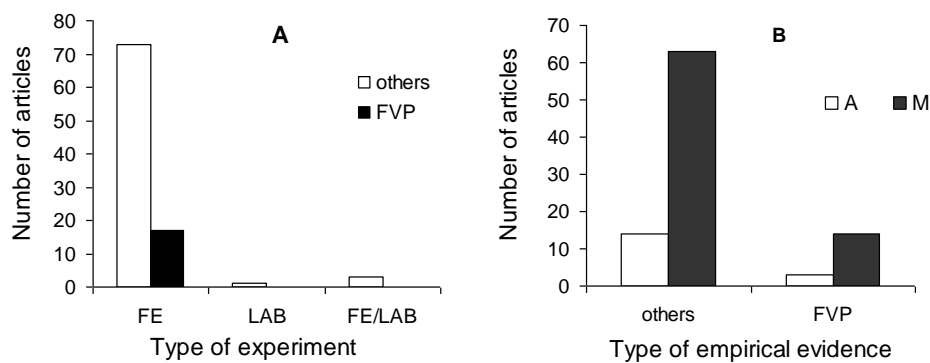 A
Number of articles
80
70
60
50
40
30
20
10
0
others
FVP
FE LAB FE/LAB
Type of experiment
B
Number of articles
70
60
50
40
30
20
10
0
A M
others FVP
Type of empirical evidence